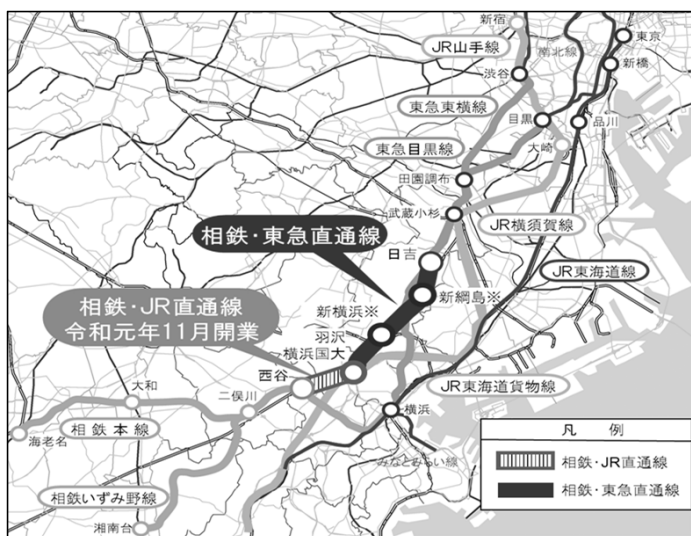 新宿
JR山手線
南北線
東京
渋谷
新橋
東急東横線
目黒
品川
東急目黒線
大崎
田園調布
武蔵小杉
JR横須賀線
相鉄・東急直通線
日吉
JR東海道線
新綱島※
相鉄・JR直通線
令和元年11月開業
新横浜※
羽沢
横浜国大
西谷
大和
二俣川
JR東海道貨物線
横浜
相鉄本線
海老名
みなとみらい線
相鉄いずみ野線
湘南台
凡例
相鉄・JR直通線
相鉄・東急直通線